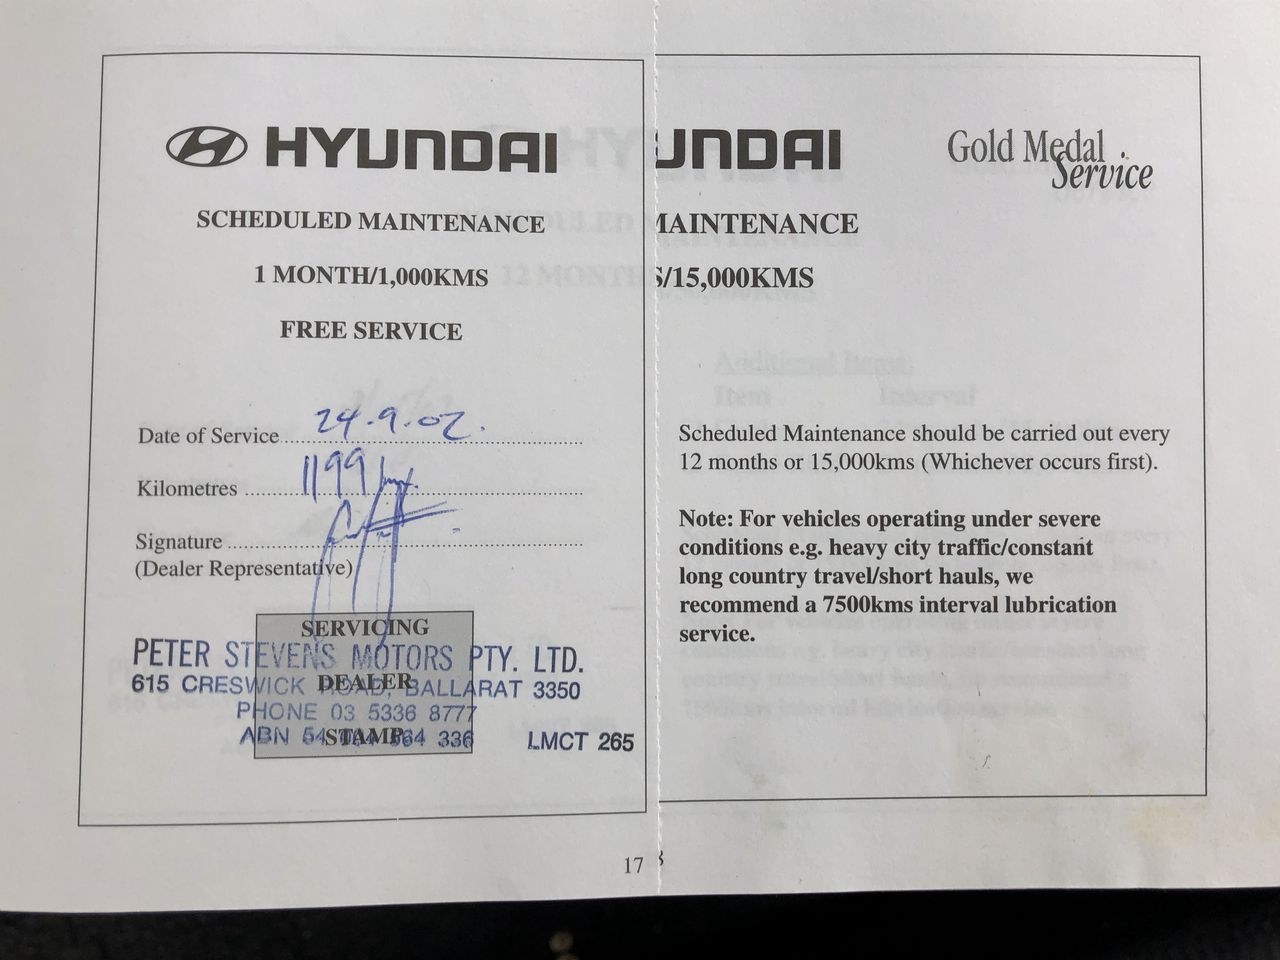 HYUNDAI
SCHEDULED MAINTENANCE
1 MONTH/1,000KMS
FREE SERVICE
Date of Service 24.9.02.
Kilometres 1199
Signature
(Dealer Representative)
SERVICING
DEALER
STAMP
PETER STEVENS MOTORS PTY. LTD.
615 CRESWICK ROAD, BALLARAT 3350
PHONE 03 5336 8777
ABN 336 LMCT 265
17
UNDAI
Gold Medal
Service
MAINTENANCE
S/15,000KMS
Scheduled Maintenance should be carried out every
12 months or 15,000kms (Whichever occurs first).
Note: For vehicles operating under severe
conditions e.g. heavy city traffic/constant
long country travel/short hauls, we
recommend a 7500kms interval lubrication
service.